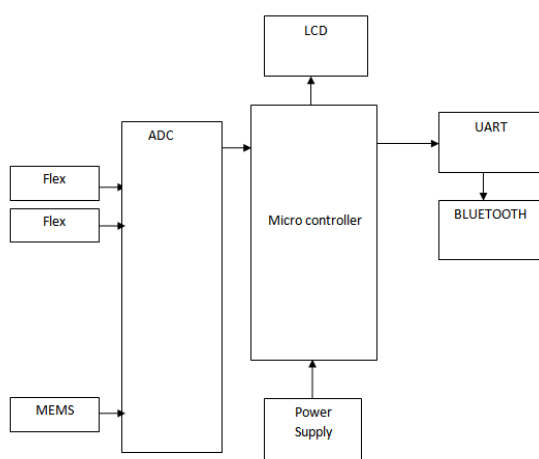 LCD
ADC
UART
Flex
Flex
BLUETOOTH
Micro controller
MEMS
Power
Supply